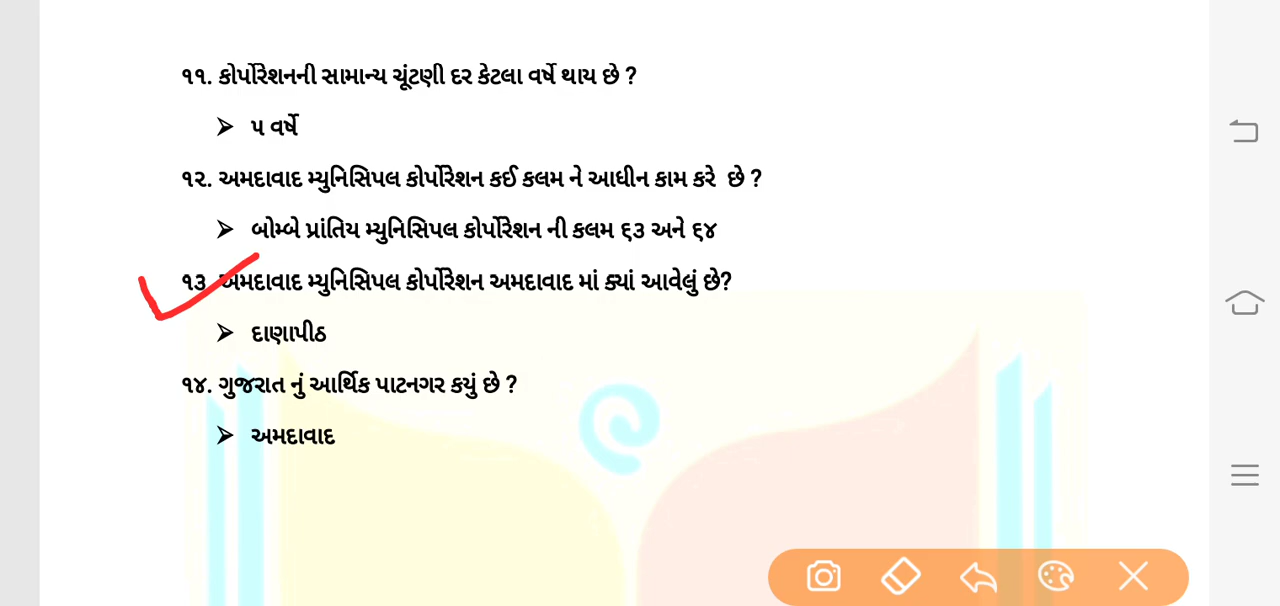 ૧૧. કોર્પોરેશનની સામાન્ય ચૂંટણી દર કેટલા વર્ષે થાય છે ?
➢ ૫ વર્ષે
૧૨. અમદાવાદ મ્યુનિસિપલ કોર્પોરેશન કઈ કલમ ને આધીન કામ કરે છે ?
➢ બોમ્બે પ્રાંતિય મ્યુનિસિપલ કોર્પોરેશન ની કલમ ૬૩ અને ૬૪
૧૩. અમદાવાદ મ્યુનિસિપલ કોર્પોરેશન અમદાવાદ માં ક્યાં આવેલું છે?
➢ દાણાપીઠ
૧૪. ગુજરાત નું આર્થિક પાટનગર કયું છે ?
➢ અમદાવાદ